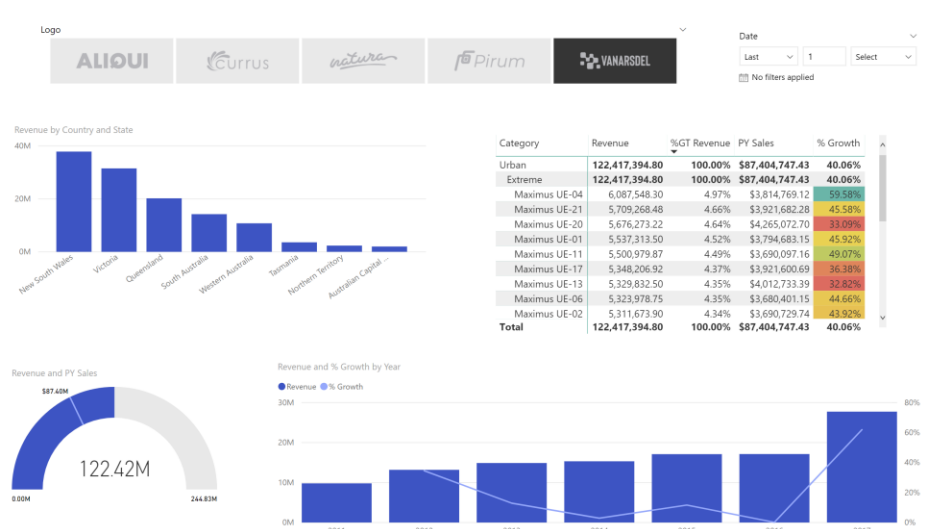 Logo
ALIQUI
Currus
natura
Pirum
VANARSDEL
Date
Last 1 Select
No filters applied
Revenue by Country and State
40M
20M
0M
New South Wales
Victoria
Queensland
South Australia
Western Australia
Tasmania
Northern Territory
Australian Capital ...
Category Revenue %GT Revenue PY Sales % Growth
Urban 122,417,394.80 100.00% $87,404,747.43 40.06%
Extreme 122,417,394.80 100.00% $87,404,747.43 40.06%
Maximus UE-04 6,087,548.30 4.97% $3,814,769.12 59.58%
Maximus UE-21 5,709,268.48 4.66% $3,921,682.28 45.58%
Maximus UE-20 5,676,273.22 4.64% $4,265,072.70 33.09%
Maximus UE-01 5,537,313.50 4.52% $3,794,683.15 45.92%
Maximus UE-11 5,500,979.87 4.49% $3,690,097.16 49.07%
Maximus UE-17 5,348,206.92 4.37% $3,921,600.69 36.38%
Maximus UE-13 5,329,832.50 4.35% $4,012,733.39 32.82%
Maximus UE-06 5,323,978.75 4.35% $3,680,401.15 44.66%
Maximus UE-02 5,311,673.90 4.34% $3,690,729.74 43.92%
Total 122,417,394.80 100.00% $87,404,747.43 40.06%
Revenue and PY Sales
$87.40M
122.42M
0.00M
244.83M
Revenue and % Growth by Year
Revenue % Growth
30M
20M
10M
0M
80%
60%
40%
20%
0%